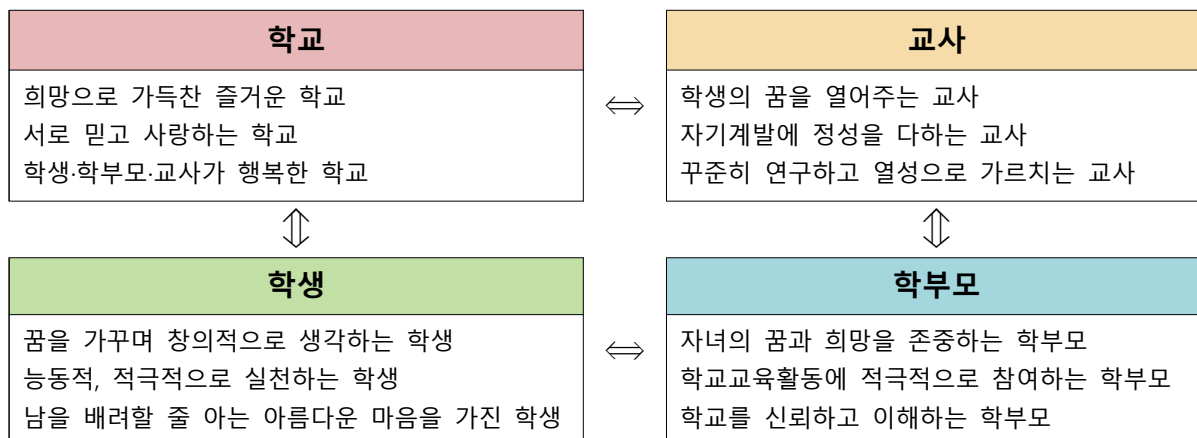 학교
희망으로 가득찬 즐거운 학교
서로 믿고 사랑하는 학교
학생·학부모·교사가 행복한 학교
⇔
교사
학생의 꿈을 열어주는 교사
자기계발에 정성을 다하는 교사
꾸준히 연구하고 열성으로 가르치는 교사
⇕
⇕
학생
꿈을 가꾸며 창의적으로 생각하는 학생
능동적, 적극적으로 실천하는 학생
남을 배려할 줄 아는 아름다운 마음을 가진 학생
⇔
학부모
자녀의 꿈과 희망을 존중하는 학부모
학교교육활동에 적극적으로 참여하는 학부모
학교를 신뢰하고 이해하는 학부모